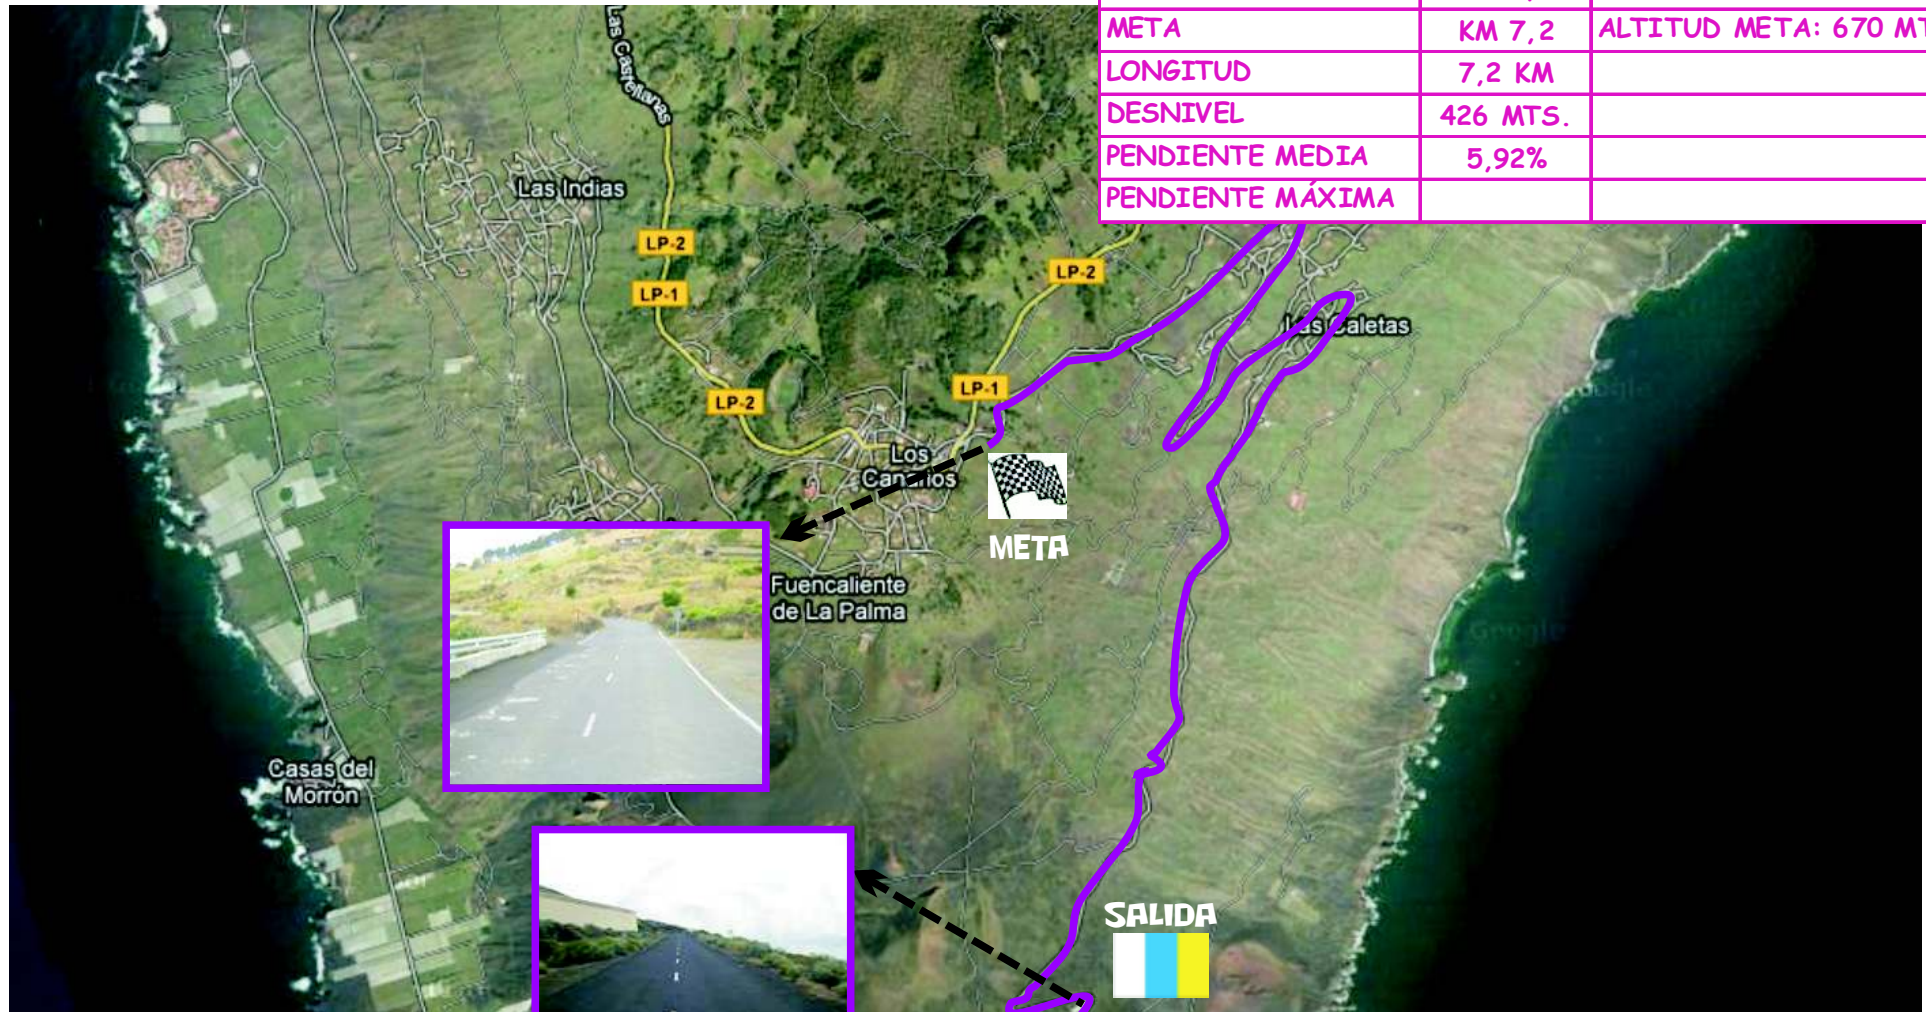 META KM 7,2 ALTITUD META: 670
LONGITUD 7,2 KM
DESNIVEL 426 MTS.
PENDIENTE MEDIA 5,92%
PENDIENTE MÁXIMA
Las Castellanas
Las Indias
LP-2
LP-2
LP-1
Las Caletas
LP-1
LP-2
Los
Canarios
META
Fuencaliente
de La Palma
Google
Google
Casas del
Morrón
SALIDA